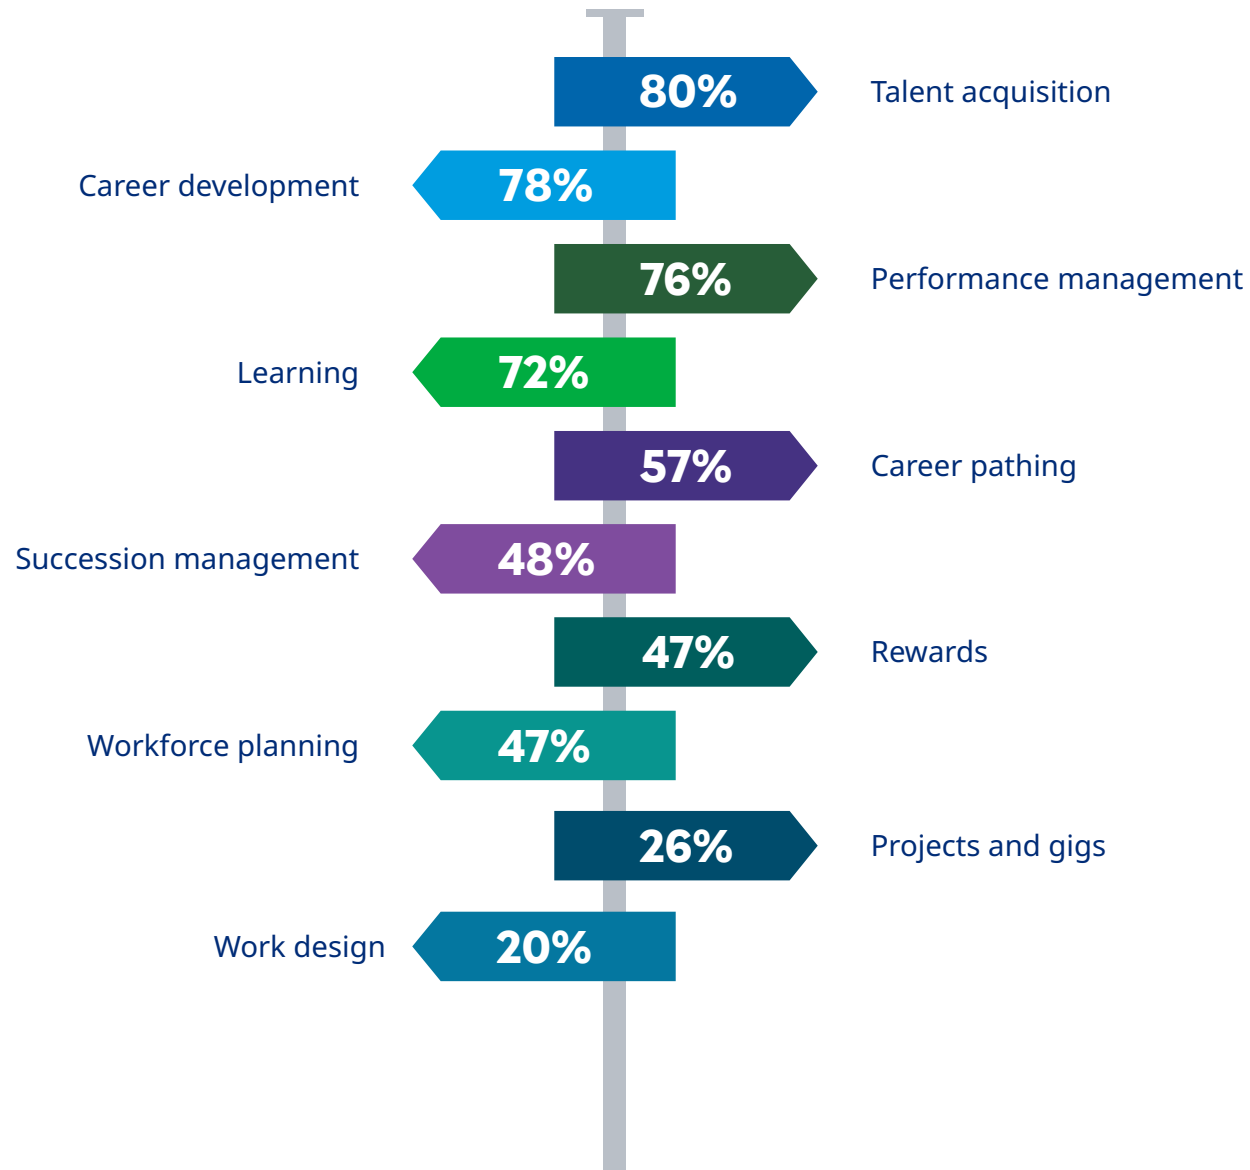 80% Talent acquisition
Career development 78%
76% Performance management
Learning 72%
57% Career pathing
Succession management 48%
47% Rewards
Workforce planning 47%
26% Projects and gigs
Work design 20%